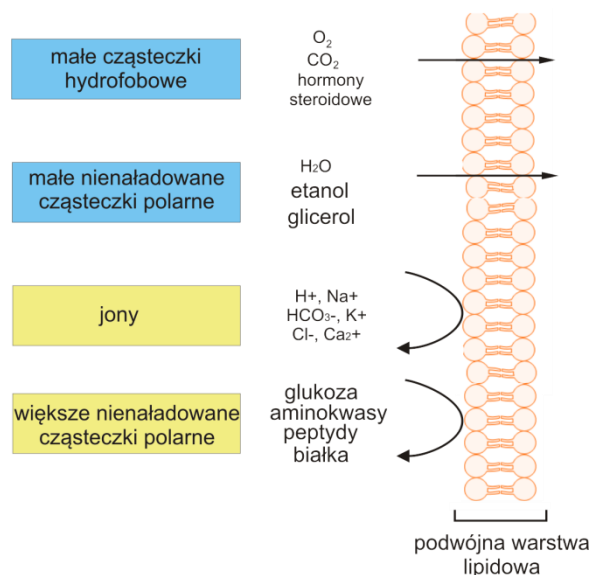 małe cząsteczki
hydrofobowe
O₂
CO₂
hormony
steroidowe
małe nienaładowane
cząsteczki polarne
H₂O
etanol
glicerol
jony
H+, Na+
HCO₃-, K+
Cl-, Ca₂+
większe nienaładowane
cząsteczki polarne
glukoza
aminokwasy
peptydy
białka
podwójna warstwa
lipidowa